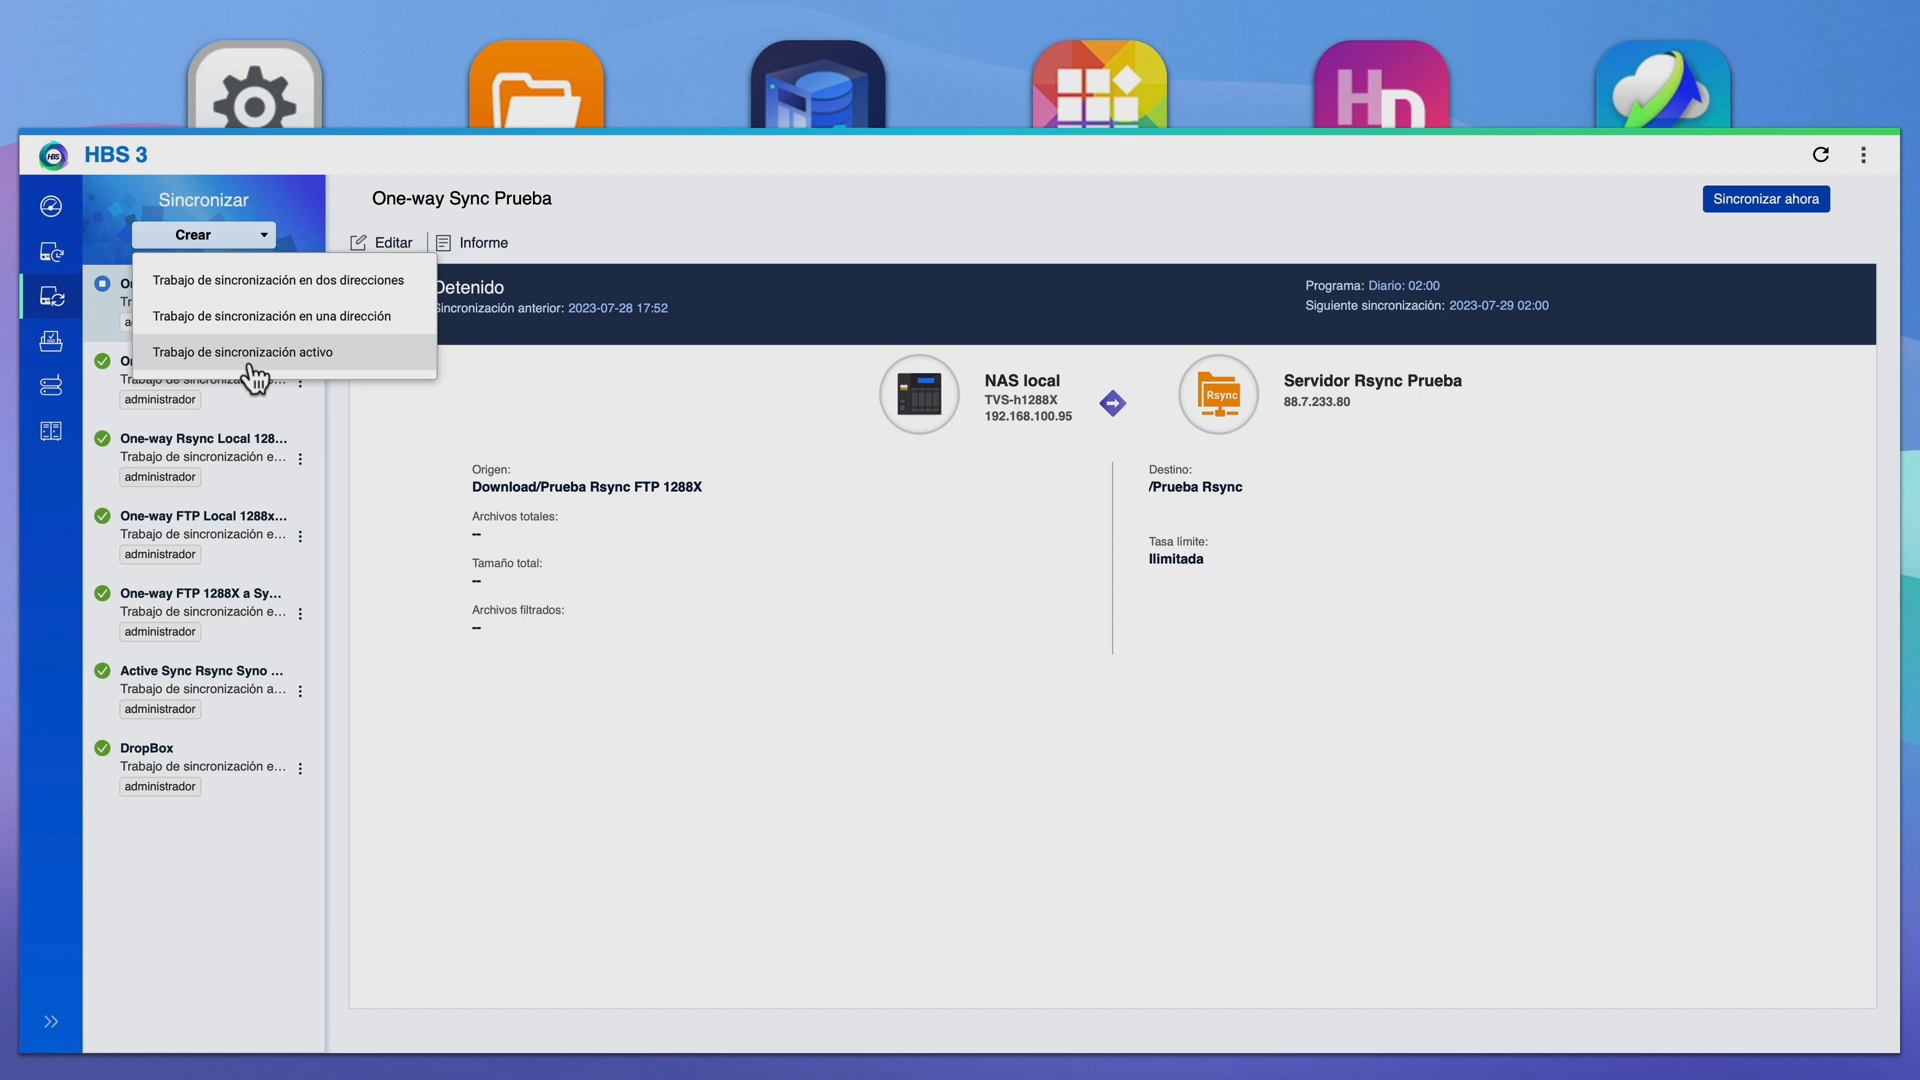 HBS
HBS 3
Sincronizar
Crear
Trabajo de sincronización en dos direcciones
Trabajo de sincronización en una dirección
Trabajo de sincronización activo
administrador
One-way Rsync Local 128...
Trabajo de sincronización e...
administrador
One-way FTP Local 1288x...
Trabajo de sincronización e...
administrador
One-way FTP 1288X a Sy...
Trabajo de sincronización e...
administrador
Active Sync Rsync Syno ...
Trabajo de sincronización a...
administrador
DropBox
Trabajo de sincronización e...
administrador
One-way Sync Prueba
Sincronizar ahora
Editar
Informe
Detenido
Sincronización anterior: 2023-07-28 17:52
Programa: Diario: 02:00
Siguiente sincronización: 2023-07-29 02:00
NAS local
TVS-h1288X
192.168.100.95
Rsync
Servidor Rsync Prueba
88.7.233.80
Origen:
Download/Prueba Rsync FTP 1288X
Archivos totales:
--
Tamaño total:
--
Archivos filtrados:
--
Destino:
/Prueba Rsync
Tasa límite:
Ilimitada